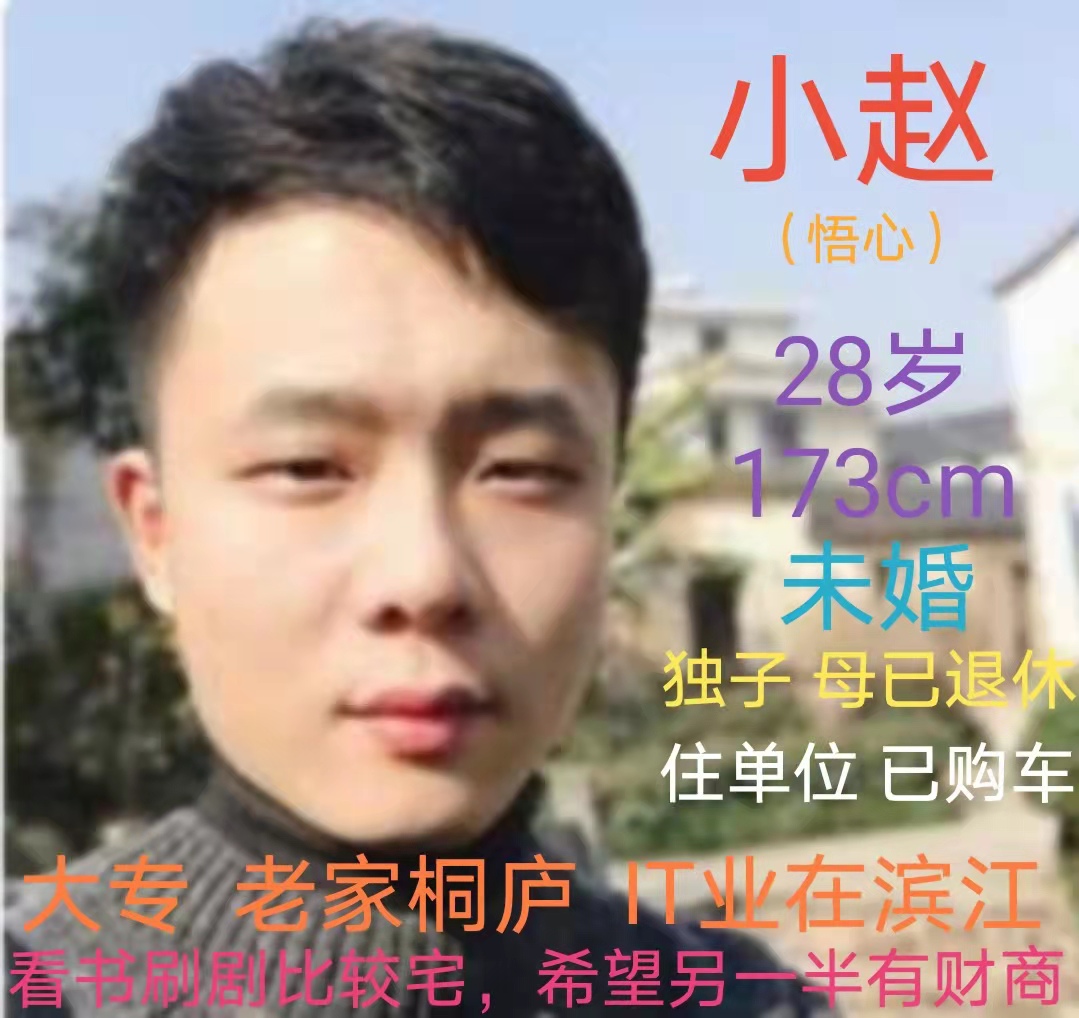 小赵
（悟心）
28岁
173cm
未婚
独子 母已退休
住单位 已购车
大专 老家桐庐 IT业在滨江
看书刷剧比较宅，希望另一半有财商